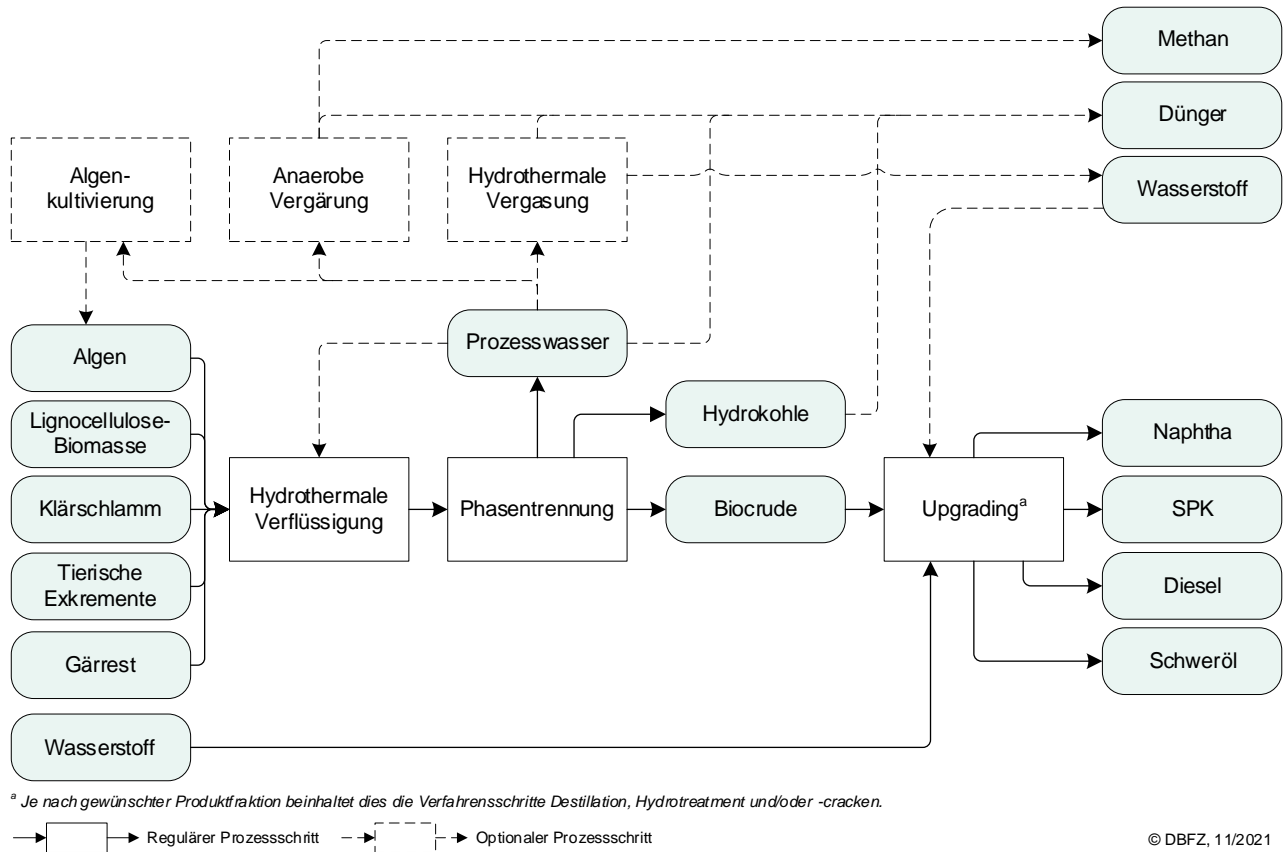 Methan
Dünger
Wasserstoff
Algen-
kultivierung
Anaerobe
Vergärung
Hydrothermale
Vergasung
Algen
Prozesswasser
Lignocellulose-
Biomasse
Hydrokohle
Naphtha
Klärschlamm
Hydrothermale
Verflüssigung
Phasentrennung
Biocrude
Upgradingᵃ
SPK
Tierische
Exkremente
Diesel
Gärrest
Schweröl
Wasserstoff
ᵃ Je nach gewünschter Produktfraktion beinhaltet dies die Verfahrensschritte Destillation, Hydrotreatment und/oder -cracken.
Regulärer Prozessschritt
Optionaler Prozessschritt
© DBFZ, 11/2021